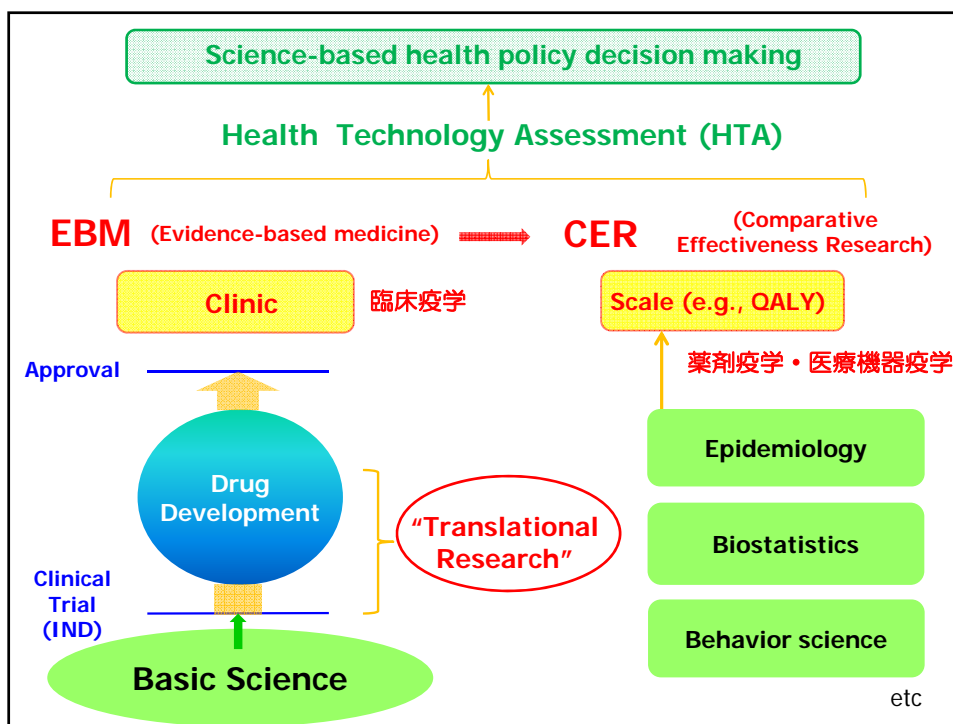 Science-based health policy decision making
Health Technology Assessment (HTA)
EBM (Evidence-based medicine)
CER
(Comparative
Effectiveness Research)
Clinic
臨床疫学
Scale (e.g., QALY)
薬剤疫学・医療機器疫学
Approval
Drug
Development
"Translational
Research"
Clinical
Trial
(IND)
Basic Science
Epidemiology
Biostatistics
Behavior science
etc